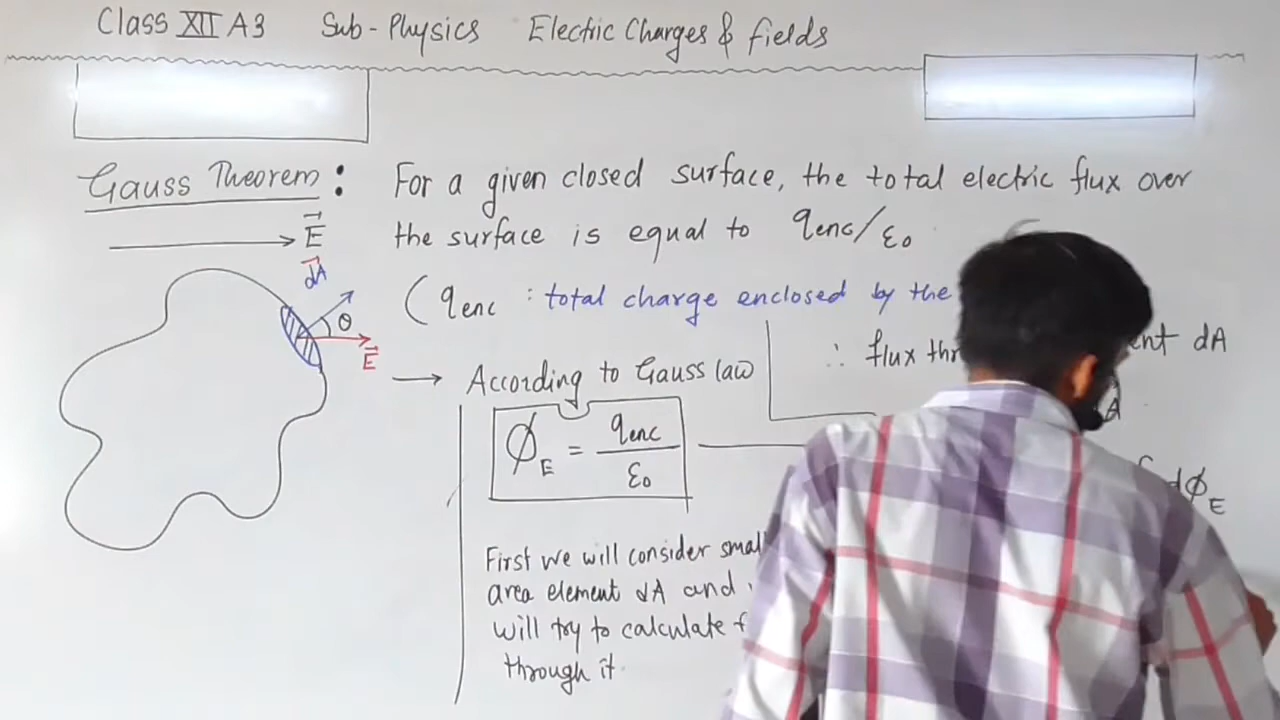 Class XII A3 Sub - Physics Electric Charges & fields
Gauss Theorem : For a given closed surface, the total electric flux over
the surface is equal to qenc/ε0
E
dA
θ
E
(qenc : total charge enclosed by the
∴ flux
dA
→ According to Gauss law
ϕE = qenc/ε0
dϕE
First we will consider small
area element dA and
will try to calculate
through it.